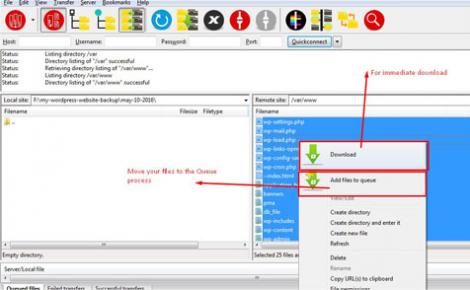 File Edit View Transfer Server Bookmarks Help
Host: Username: Password: Port: Quickconnect
Status: Listing directory /var
Status: Directory listing of "/var" successful
Status: Retrieving directory listing of "/var/www"...
Status: Listing directory /var/www
Status: Directory listing of "/var/www" successful
For immediate dounload
Local site: F:\my-wordpress-website-backup\may-10-2016\
Remote site: /var/www
Filename Filesize Filetype
Filename
..
wp-settings.php
wp-mail.php
wp-load.php
wp-links-opm
wp-config-sa
wp-cron.php
-index.html
banners
pma
db_file
wp-includes
wp-content
wp-admin
Download
Add files to queue
View/Edit
Create directory
Create directory and enter it
Create new file
Refresh
Delete
Rename
Copy URL(s) to clipboard
File permissions
Move your files to the Queue
process
Empty directory.
Selected 25 files a
Server/Local file
Queued files Failed transfers Successful transfers